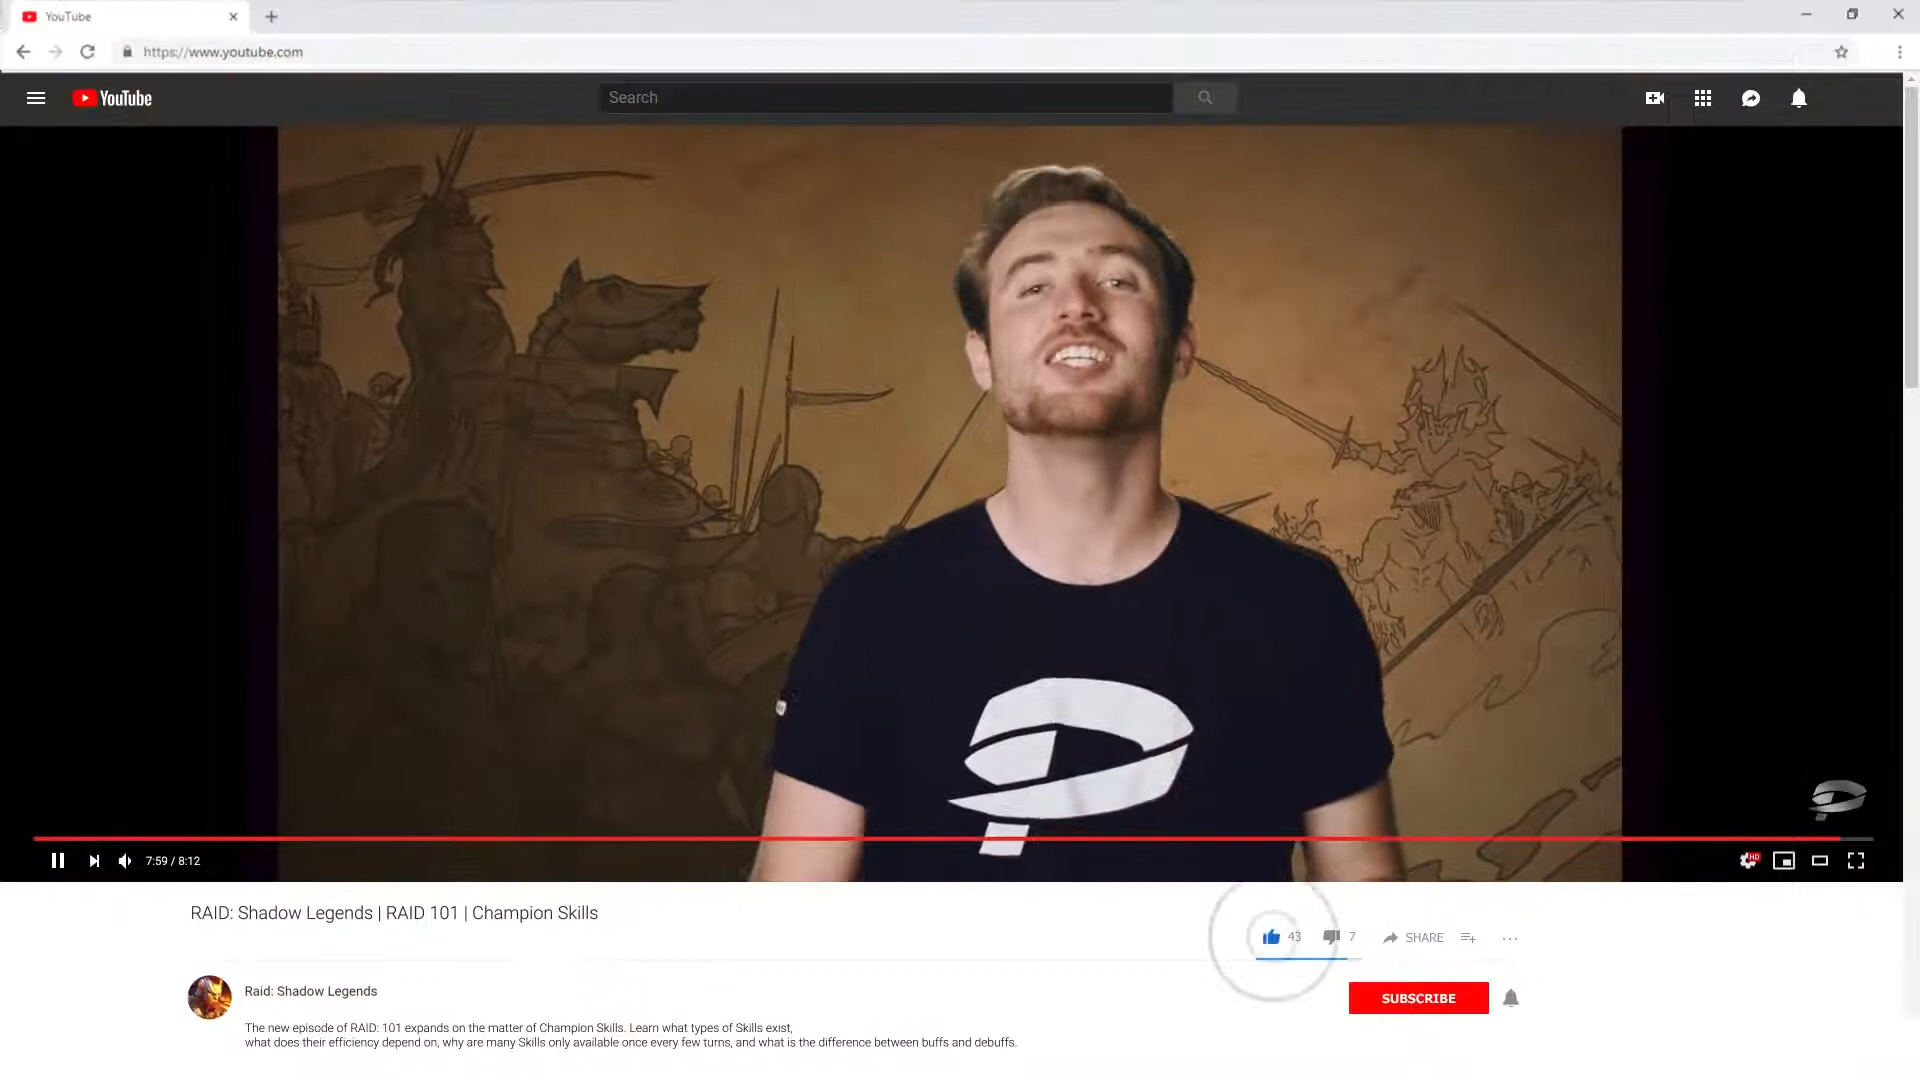 YouTube
https://www.youtube.com
YouTube
Search
7:59 / 8:12
HD
RAID: Shadow Legends | RAID 101 | Champion Skills
43
7
SHARE
Raid: Shadow Legends
SUBSCRIBE
The new episode of RAID: 101 expands on the matter of Champion Skills. Learn what types of Skills exist,
what does their efficiency depend on, why are many Skills only available once every few turns, and what is the difference between buffs and debuffs.